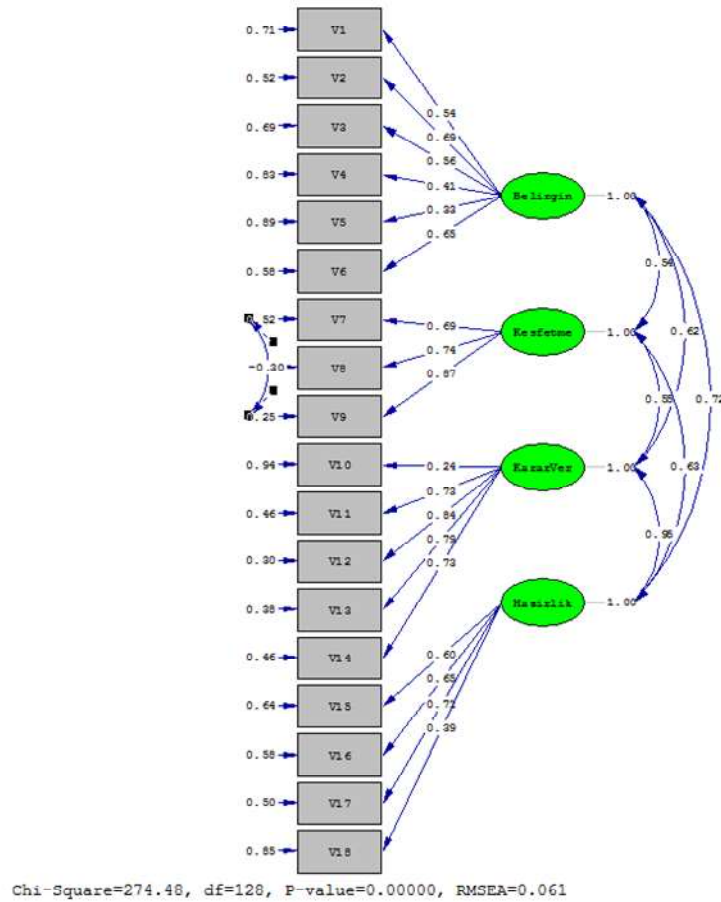 0.71 V1
0.52 V2
0.54
0.69 V3
0.69
0.56
0.83 V4
0.41
Belirgin 1.00
0.33
0.89 V5
0.65
0.54
0.58 V6
0.52 V7
0.69
Kesfetme 1.00 0.62
0.74
-0.30 V8
0.87
0.55 0.72
0.25 V9
0.94 V10 0.24 KararVer 1.00 0.63
0.73
0.46 V11
0.84
0.95
0.79
0.30 V12
0.73
Hazirlik 1.00
0.38 V13
0.46 V14
0.60
0.65
0.64 V15
0.71
0.39
0.58 V16
0.50 V17
0.85 V18
Chi-Square=274.48, df=128, P-value=0.00000, RMSEA=0.061